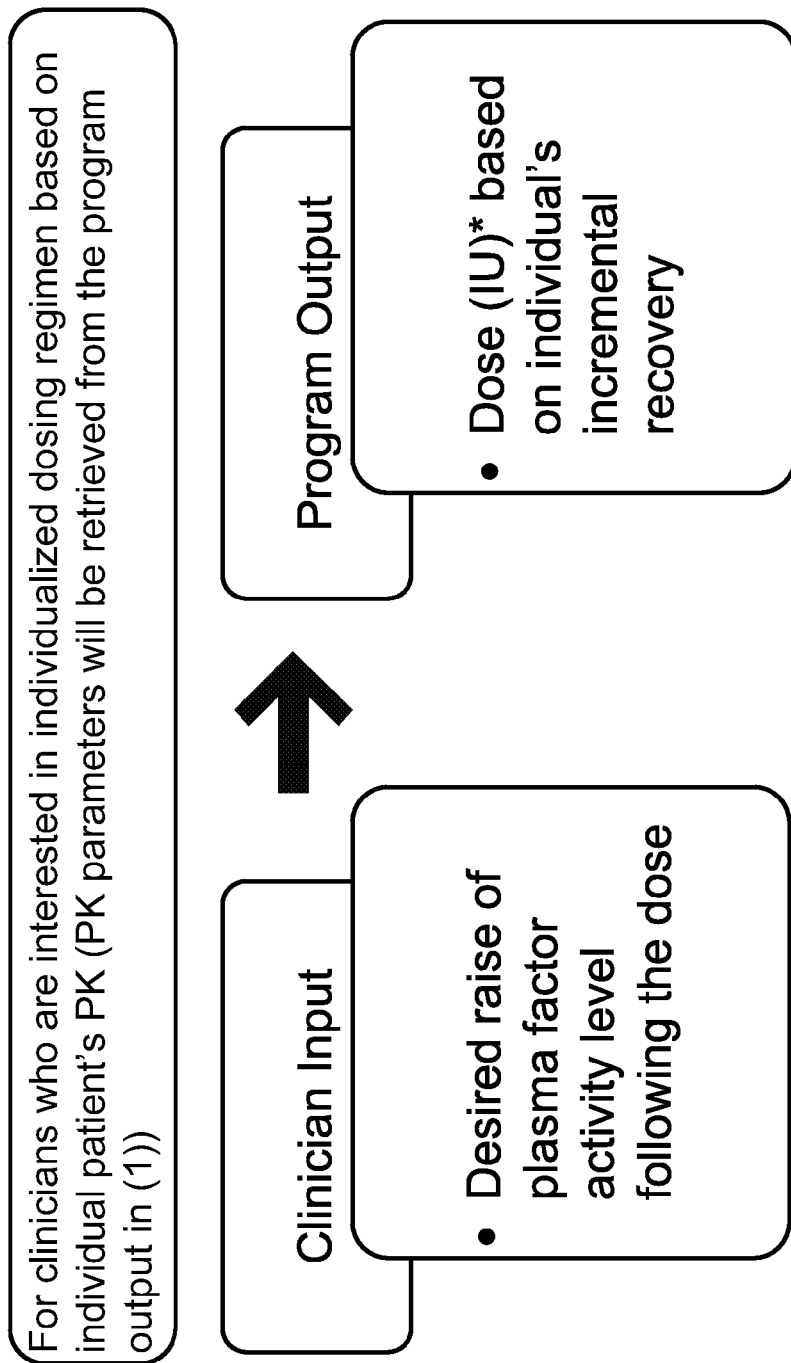 For clinicians who are interested in individualized dosing regimen based on
individual patient's PK (PK parameters will be retrieved from the program
output in (1))
Clinician Input
• Desired raise of
plasma factor
activity level
following the dose
Program Output
• Dose (IU)* based
on individual's
incremental
recovery